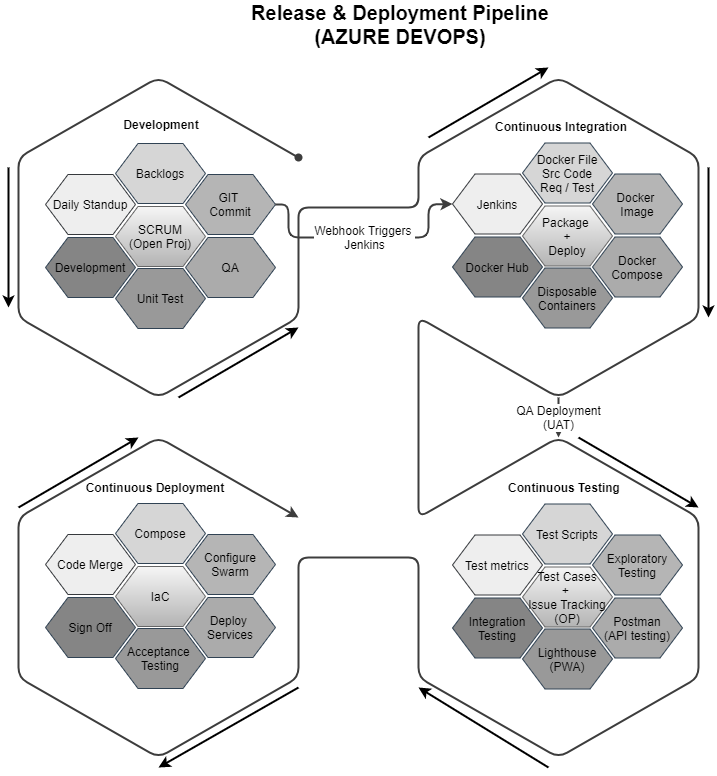 Release & Deployment Pipeline
(AZURE DEVOPS)
Development
Backlogs
Daily Standup
GIT
Commit
SCRUM
(Open Proj)
Development
QA
Unit Test
Webhook Triggers
Jenkins
Continuous Integration
Docker File
Src Code
Req / Test
Jenkins
Docker
Image
Package
+
Deploy
Docker Hub
Docker
Compose
Disposable
Containers
QA Deployment
(UAT)
Continuous Deployment
Compose
Code Merge
Configure
Swarm
IaC
Sign Off
Deploy
Services
Acceptance
Testing
Continuous Testing
Test Scripts
Test metrics
Exploratory
Testing
Test Cases
+
Issue Tracking
(OP)
Integration
Testing
Postman
(API testing)
Lighthouse
(PWA)